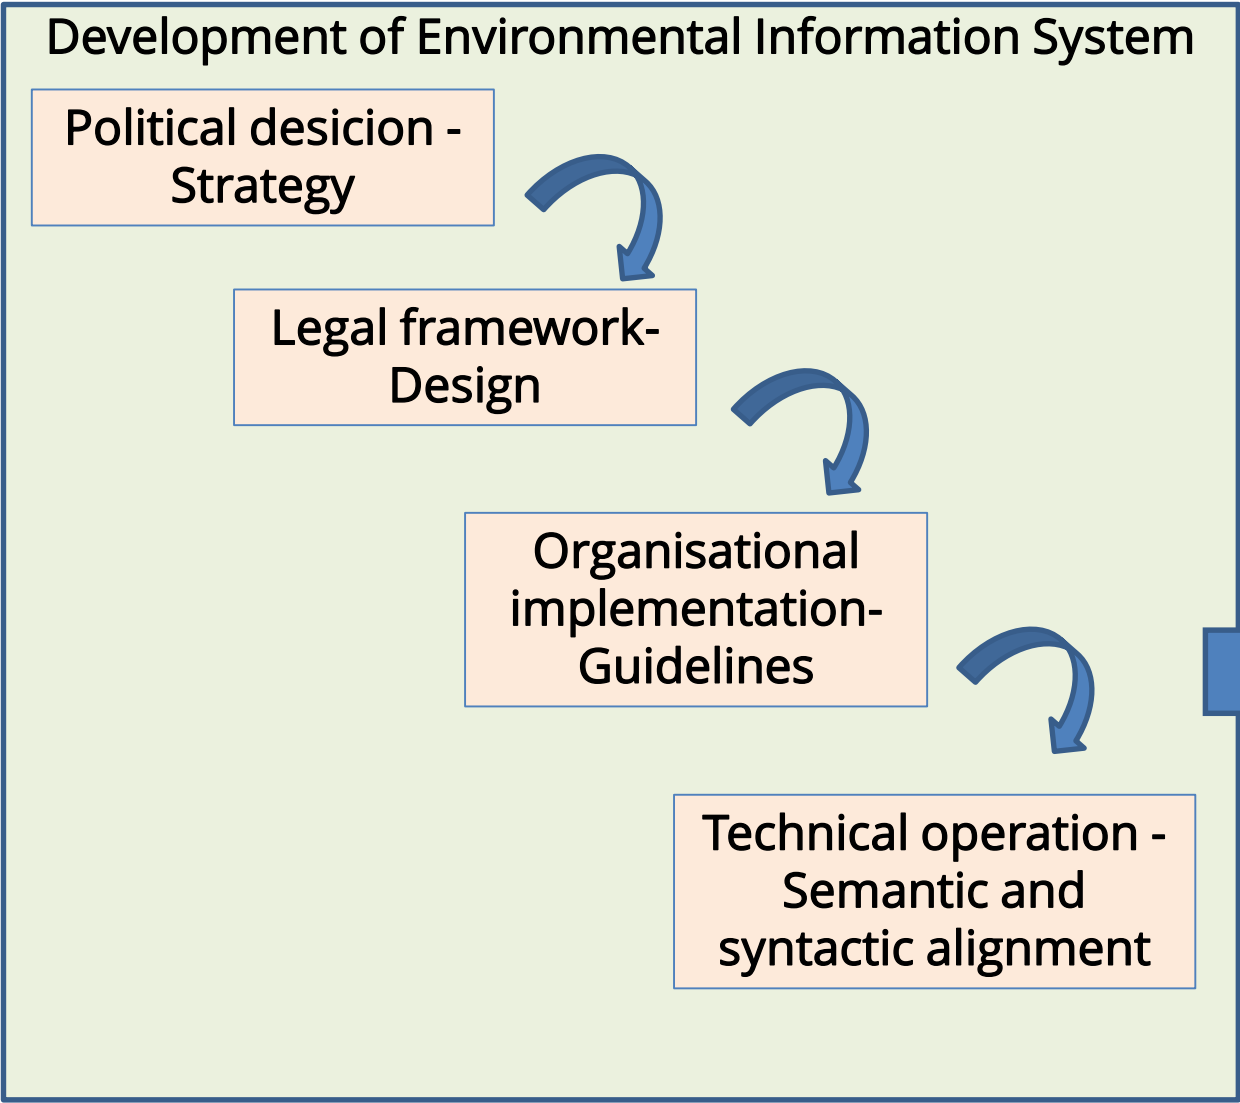 Development of Environmental Information System
Political desicion -
Strategy
Legal framework-
Design
Organisational
implementation-
Guidelines
Technical operation -
Semantic and
syntactic alignment